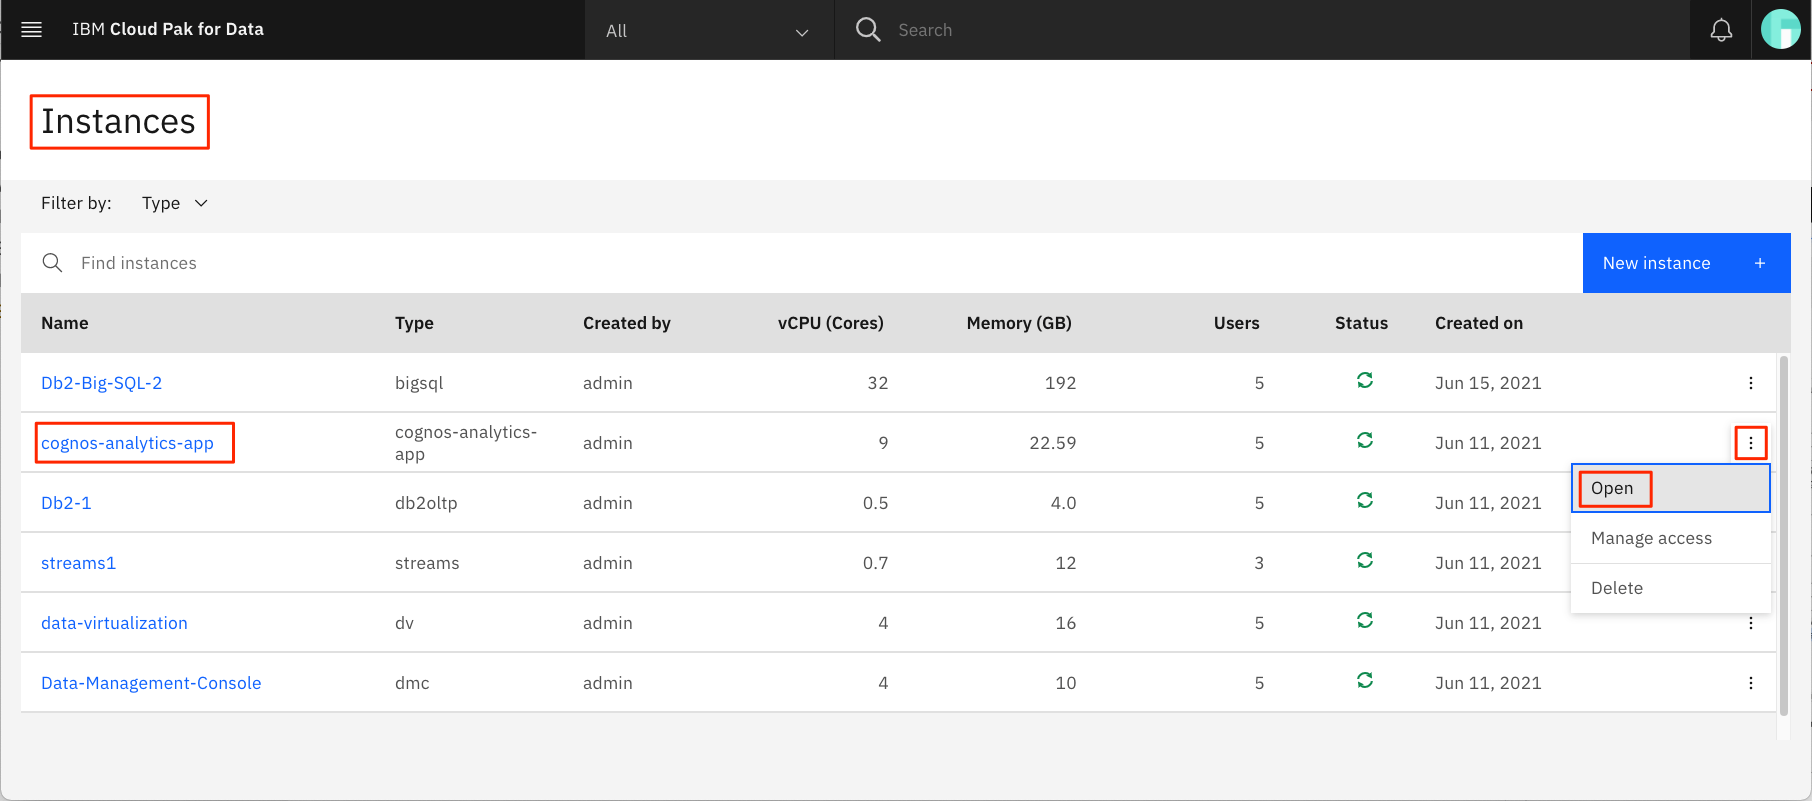 IBM Cloud Pak for Data All Search
Instances
Filter by: Type
Find instances New instance +
Name Type Created by vCPU (Cores) Memory (GB) Users Status Created on
Db2-Big-SQL-2 bigsql admin 32 192 5 Jun 15, 2021
cognos-analytics-app cognos-analytics-
app admin 9 22.59 5 Jun 11, 2021
Open
Db2-1 db2oltp admin 0.5 4.0 5 Jun 11, 2021
Manage access
streams1 streams admin 0.7 12 3 Jun 11, 2021
Delete
data-virtualization dv admin 4 16 5 Jun 11, 2021
Data-Management-Console dmc admin 4 10 5 Jun 11, 2021